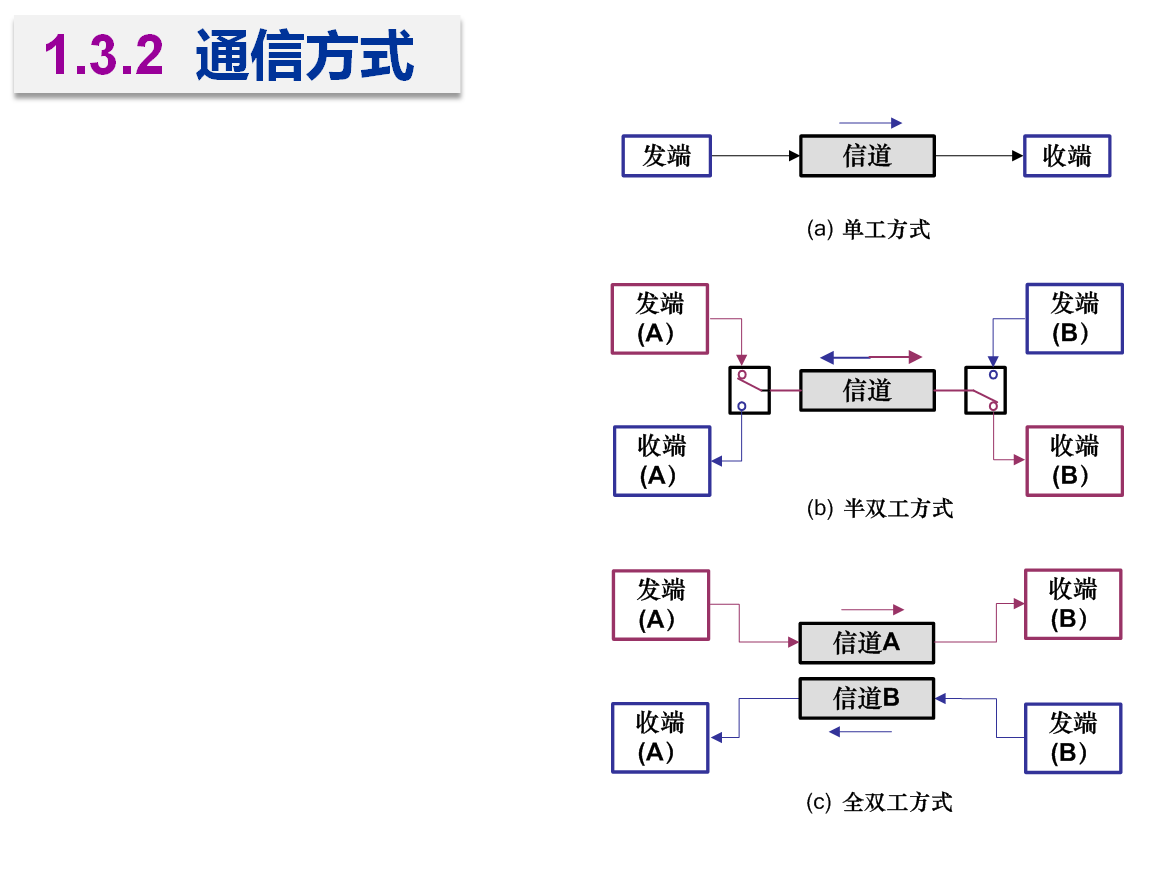 1.3.2 通信方式
发端
信道
收端
(a) 单工方式
发端
(A)
发端
(B)
信道
收端
(A)
收端
(B)
(b) 半双工方式
发端
(A)
收端
(B)
信道A
信道B
收端
(A)
发端
(B)
(c) 全双工方式